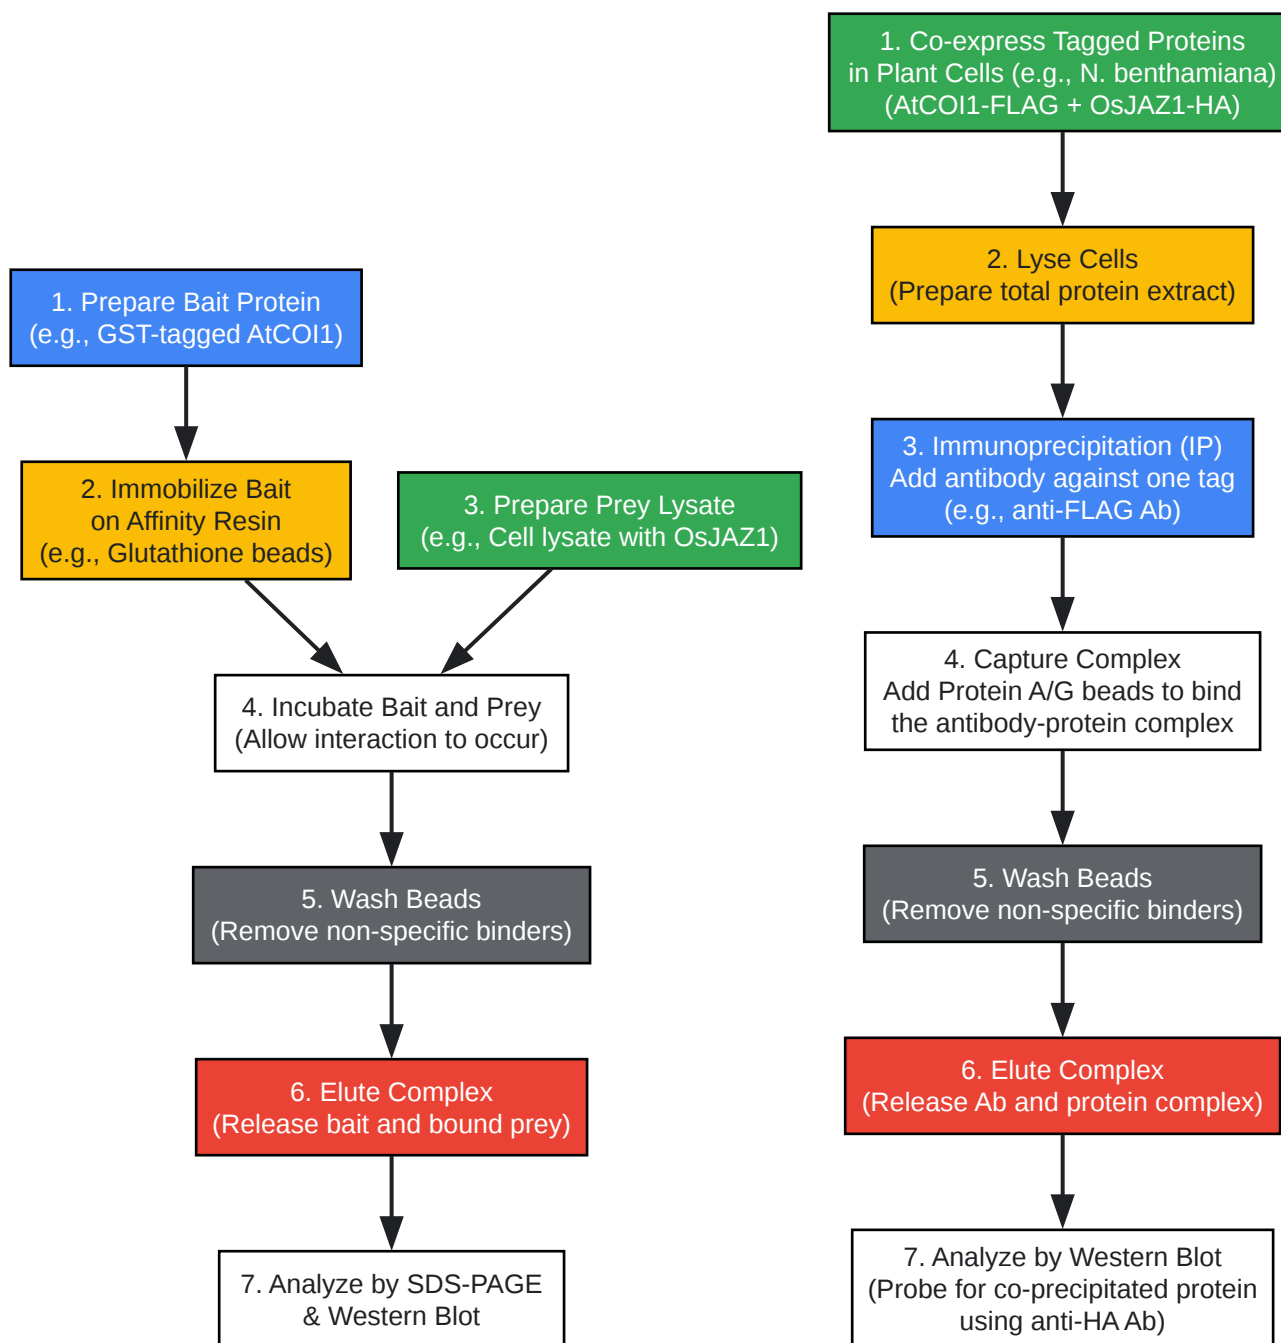 1. Prepare Bait Protein
(e.g., GST-tagged AtCOI1)
2. Immobilize Bait
on Affinity Resin
(e.g., Glutathione beads)
3. Prepare Prey Lysate
(e.g., Cell lysate with OsJAZ1)
4. Incubate Bait and Prey
(Allow interaction to occur)
5. Wash Beads
(Remove non-specific binders)
6. Elute Complex
(Release bait and bound prey)
7. Analyze by SDS-PAGE
& Western Blot
1. Co-express Tagged Proteins
in Plant Cells (e.g., N. benthamiana)
(AtCOI1-FLAG + OsJAZ1-HA)
2. Lyse Cells
(Prepare total protein extract)
3. Immunoprecipitation (IP)
Add antibody against one tag
(e.g., anti-FLAG Ab)
4. Capture Complex
Add Protein A/G beads to bind
the antibody-protein complex
5. Wash Beads
(Remove non-specific binders)
6. Elute Complex
(Release Ab and protein complex)
7. Analyze by Western Blot
(Probe for co-precipitated protein
using anti-HA Ab)